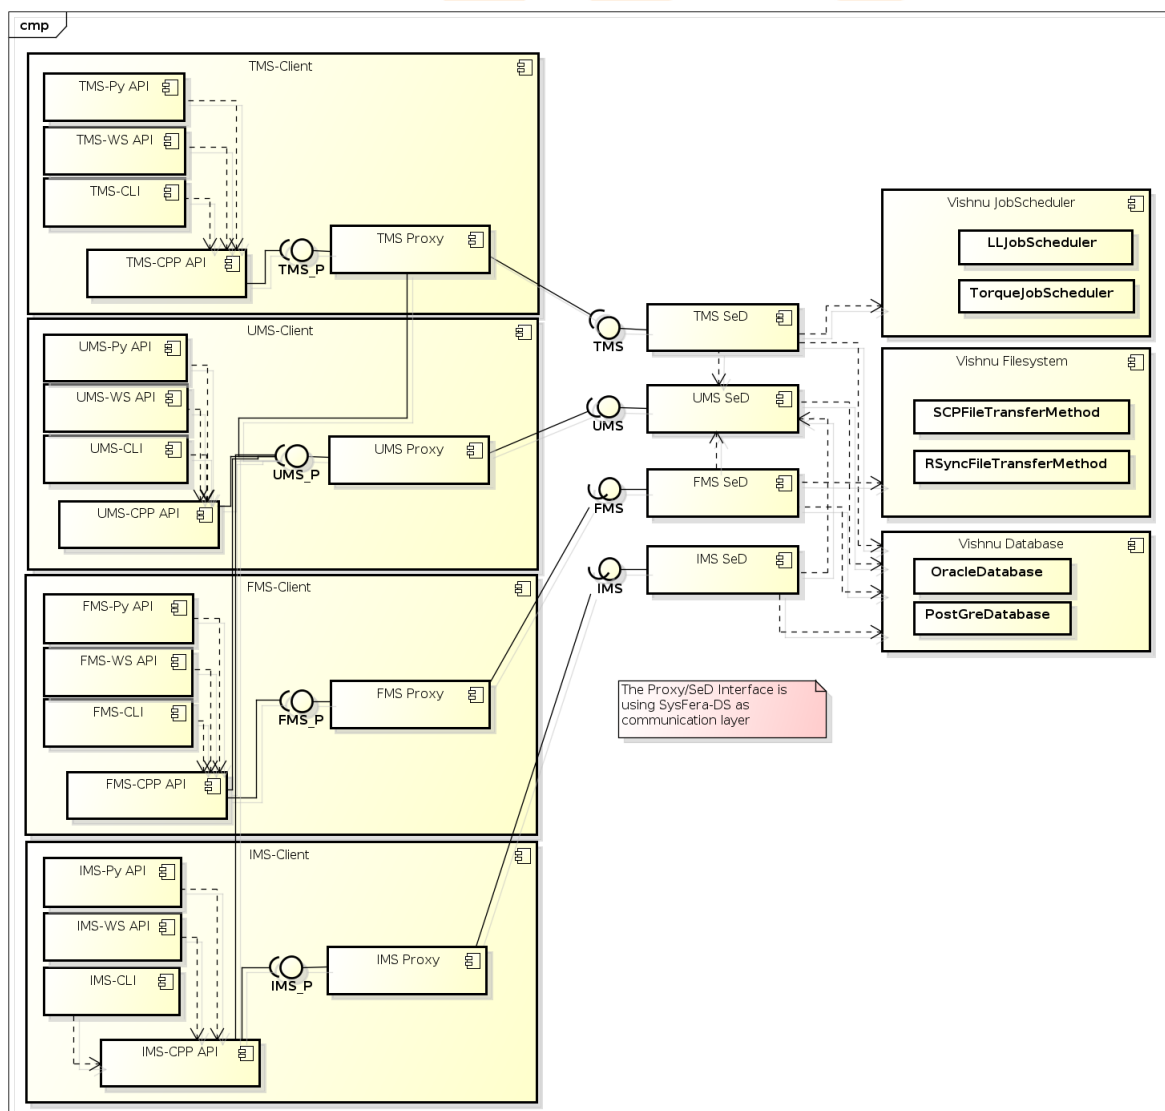 cmp
TMS-Client
TMS-Py API
TMS-WS API
TMS-CLI
TMS-CPP API
TMS_P
TMS Proxy
UMS-Client
UMS-Py API
UMS-WS API
UMS-CLI
UMS-CPP API
UMS_P
UMS Proxy
FMS-Client
FMS-Py API
FMS-WS API
FMS-CLI
FMS-CPP API
FMS_P
FMS Proxy
IMS-Client
IMS-Py API
IMS-WS API
IMS-CLI
IMS-CPP API
IMS_P
IMS Proxy
TMS
UMS
FMS
IMS
TMS SeD
UMS SeD
FMS SeD
IMS SeD
The Proxy/SeD Interface is
using SysFera-DS as
communication layer
Vishnu JobScheduler
LLJobScheduler
TorqueJobScheduler
Vishnu Filesystem
SCPFileTransferMethod
RSyncFileTransferMethod
Vishnu Database
OracleDatabase
PostGreDatabase